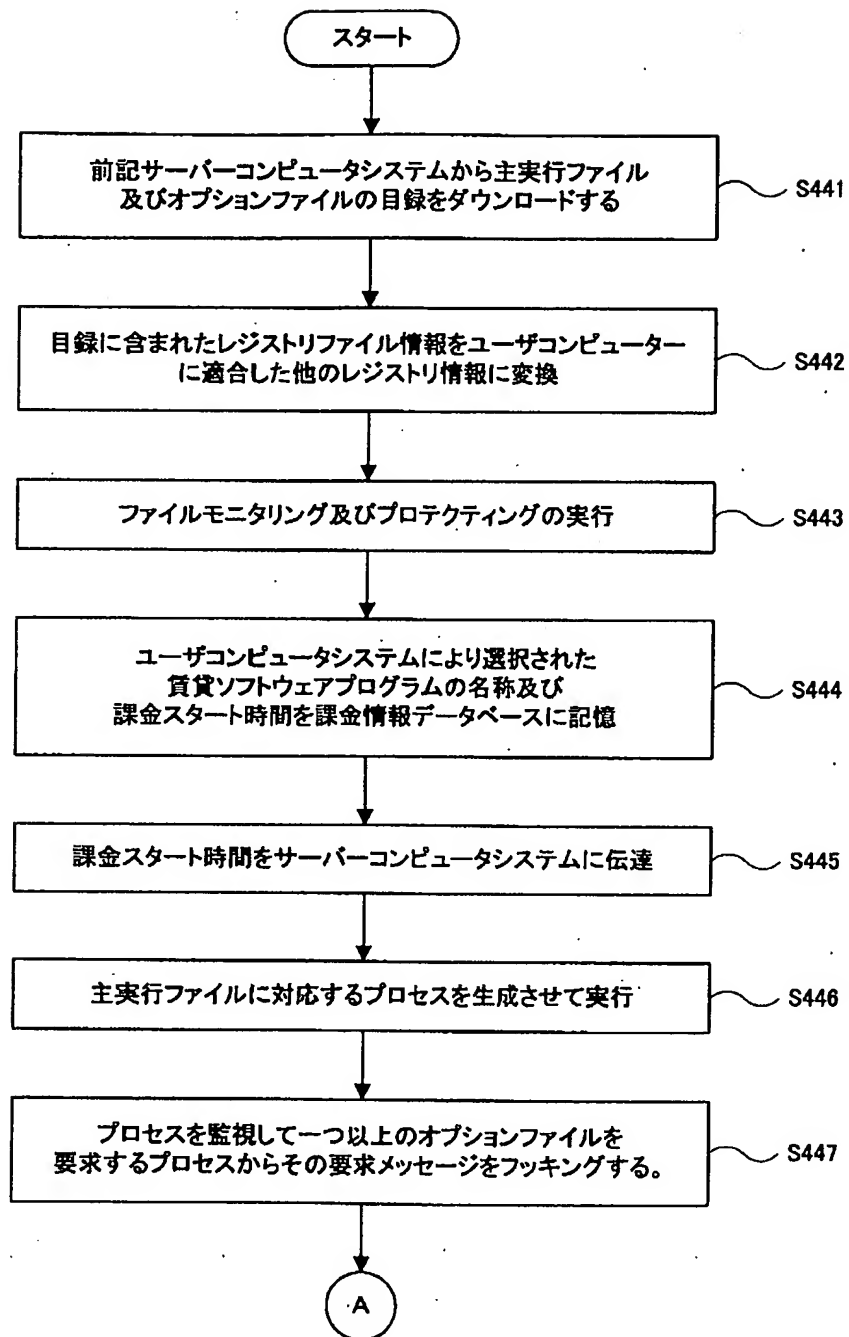 スタート
前記サーバーコンピュータシステムから主実行ファイル
及びオプションファイルの目録をダウンロードする
S441
目録に含まれたレジストリファイル情報をユーザコンピューター
に適合した他のレジストリ情報に変換
S442
ファイルモニタリング及びプロテクティングの実行
S443
ユーザコンピュータシステムにより選択された
賃貸ソフトウェアプログラムの名称及び
課金スタート時間を課金情報データベースに記憶
S444
課金スタート時間をサーバーコンピュータシステムに伝達
S445
主実行ファイルに対応するプロセスを生成させて実行
S446
プロセスを監視して一つ以上のオプションファイルを
要求するプロセスからその要求メッセージをフッキングする。
S447
A